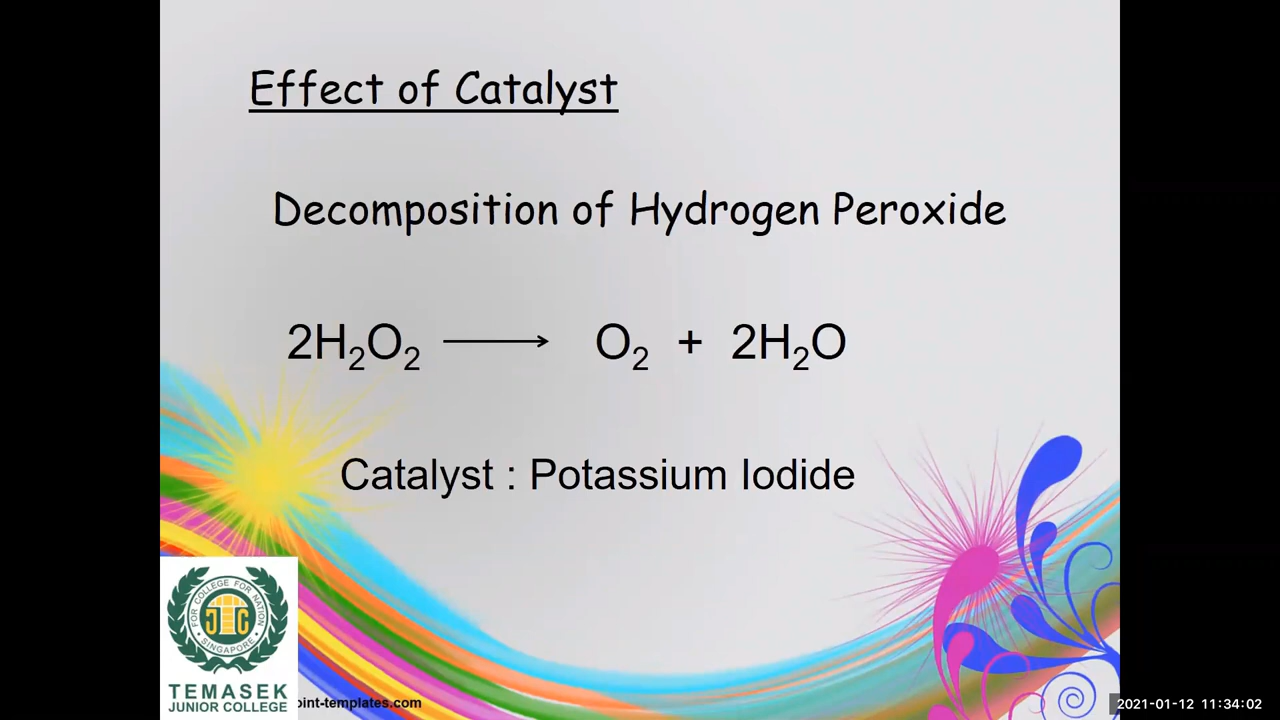 Effect of Catalyst
Decomposition of Hydrogen Peroxide
2H₂O₂ ⟶ O₂ + 2H₂O
Catalyst : Potassium Iodide
FOR COLLEGE FOR NATION
TJC
SINGAPORE
TEMASEK
JUNIOR COLLEGE
oint-templates.com
2021-01-12 11:34:02